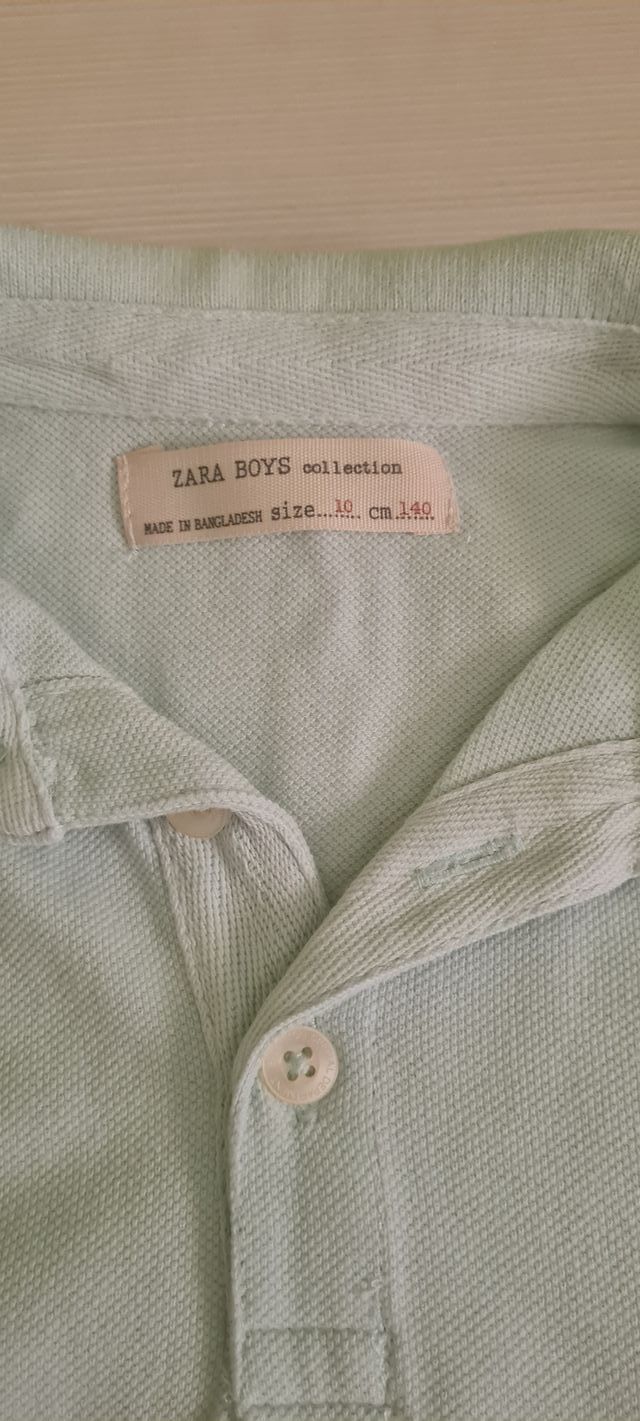 ZARA BOYS collection
MADE IN BANGLADESH size...10.. cm.140..